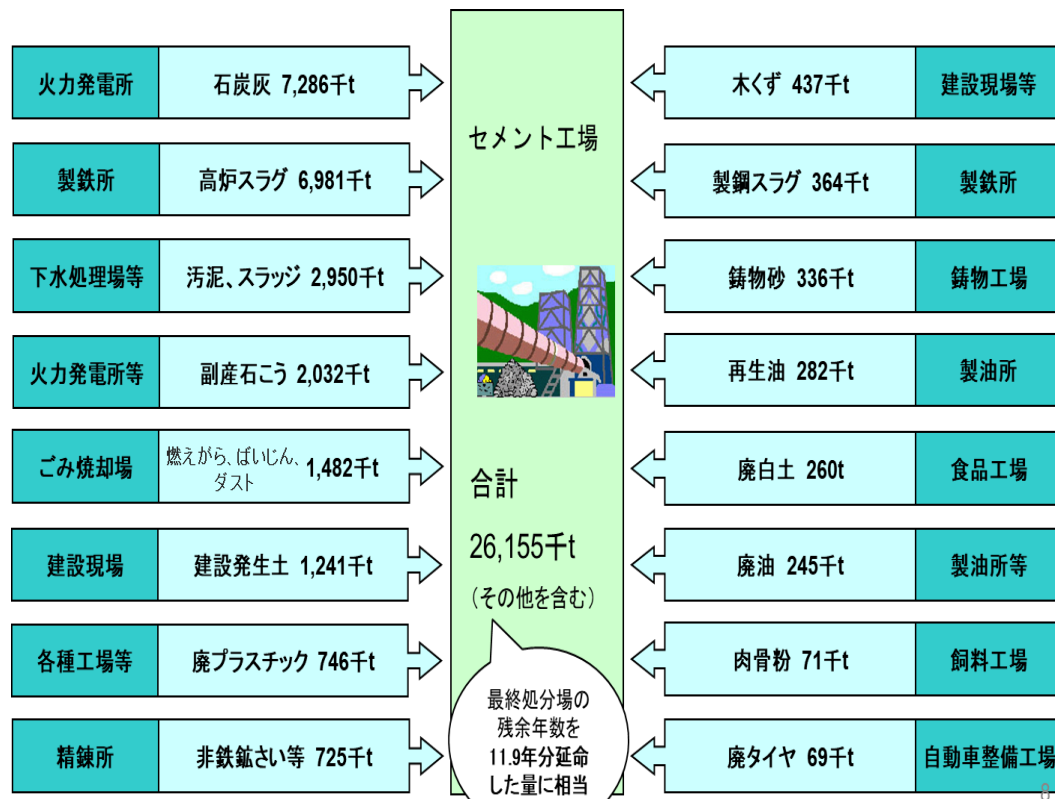 火力発電所
石炭灰 7,286千t
製鉄所
高炉スラグ 6,981千t
下水処理場等
汚泥、スラッジ 2,950千t
火力発電所等
副産石こう 2,032千t
ごみ焼却場
燃えがら、ばいじん、
ダスト
1,482千t
建設現場
建設発生土 1,241千t
各種工場等
廃プラスチック 746千t
精錬所
非鉄鉱さい等 725千t
セメント工場
合計
26,155千t
（その他を含む）
最終処分場の
残余年数を
11.9年分延命
した量に相当
木くず 437千t
建設現場等
製鋼スラグ 364千t
製鉄所
鋳物砂 336千t
鋳物工場
再生油 282千t
製油所
廃白土 260t
食品工場
廃油 245千t
製油所等
肉骨粉 71千t
飼料工場
廃タイヤ 69千t
自動車整備工場
8